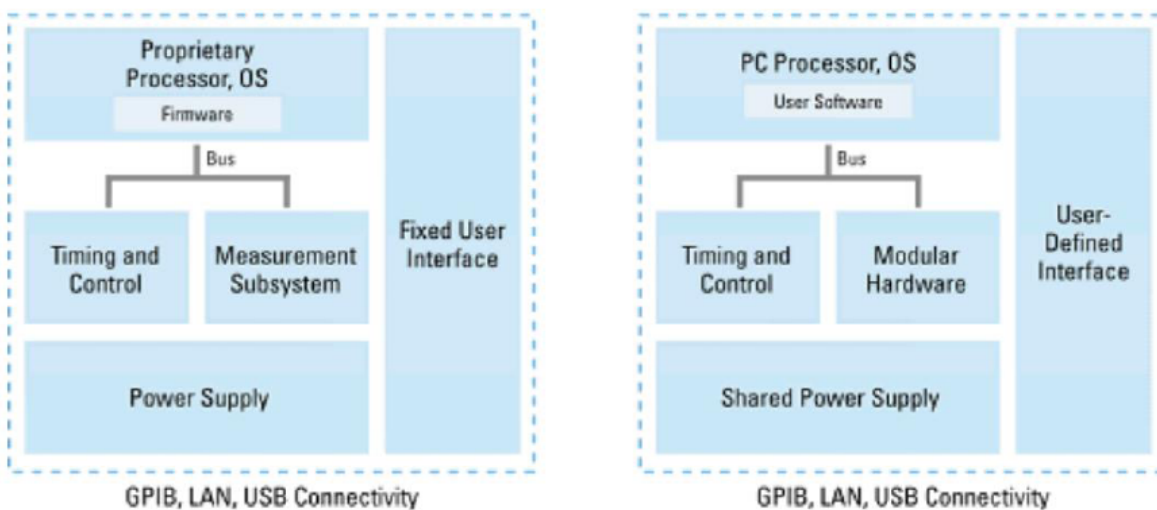 Proprietary
Processor, OS
Firmware
Bus
Timing and
Control
Measurement
Subsystem
Fixed User
Interface
Power Supply
GPIB, LAN, USB Connectivity
PC Processor, OS
User Software
Bus
Timing and
Control
Modular
Hardware
User-
Defined
Interface
Shared Power Supply
GPIB, LAN, USB Connectivity